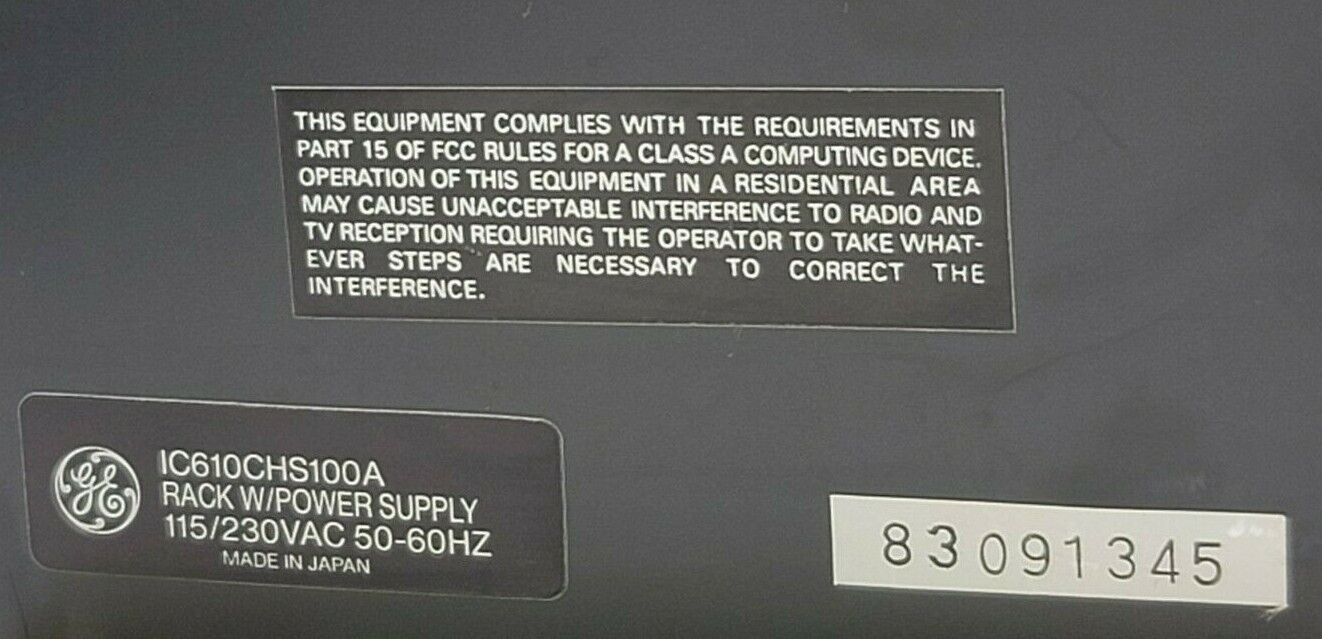 THIS EQUIPMENT COMPLIES WITH THE REQUIREMENTS IN
PART 15 OF FCC RULES FOR A CLASS A COMPUTING DEVICE.
OPERATION OF THIS EQUIPMENT IN A RESIDENTIAL AREA
MAY CAUSE UNACCEPTABLE INTERFERENCE TO RADIO AND
TV RECEPTION REQUIRING THE OPERATOR TO TAKE WHAT-
EVER STEPS ARE NECESSARY TO CORRECT THE
INTERFERENCE.
GE
IC610CHS100A
RACK W/POWER SUPPLY
115/230VAC 50-60HZ
MADE IN JAPAN
83091345